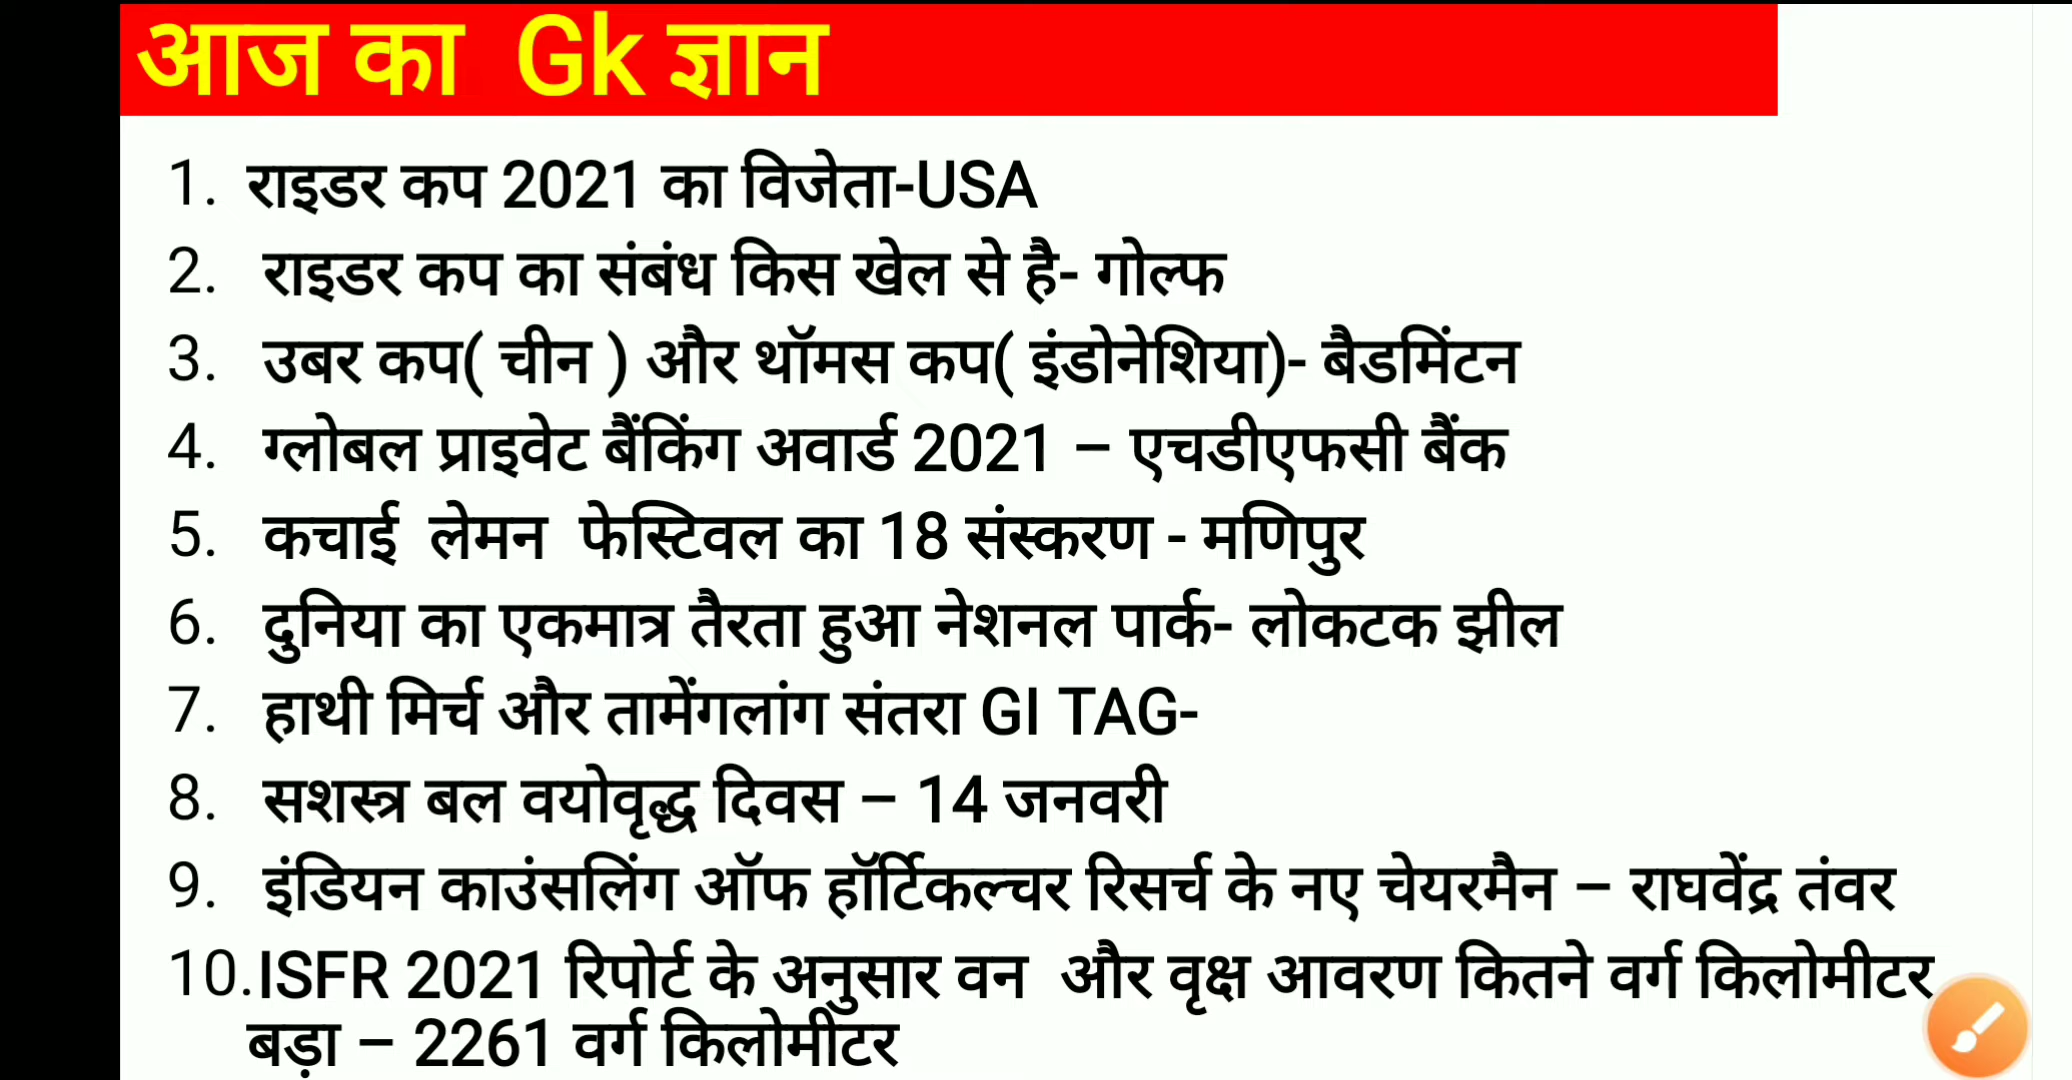 आज का Gk ज्ञान
1. राइडर कप 2021 का विजेता-USA
2. राइडर कप का संबंध किस खेल से है- गोल्फ
3. उबर कप( चीन ) और थॉमस कप( इंडोनेशिया)- बैडमिंटन
4. ग्लोबल प्राइवेट बैंकिंग अवार्ड 2021 – एचडीएफसी बैंक
5. कचाई लेमन फेस्टिवल का 18 संस्करण - मणिपुर
6. दुनिया का एकमात्र तैरता हुआ नेशनल पार्क- लोकटक झील
7. हाथी मिर्च और तामेंगलांग संतरा GI TAG-
8. सशस्त्र बल वयोवृद्ध दिवस – 14 जनवरी
9. इंडियन काउंसलिंग ऑफ हॉर्टिकल्चर रिसर्च के नए चेयरमैन – राघवेंद्र तंवर
10.ISFR 2021 रिपोर्ट के अनुसार वन और वृक्ष आवरण कितने वर्ग किलोमीटर
बड़ा – 2261 वर्ग किलोमीटर